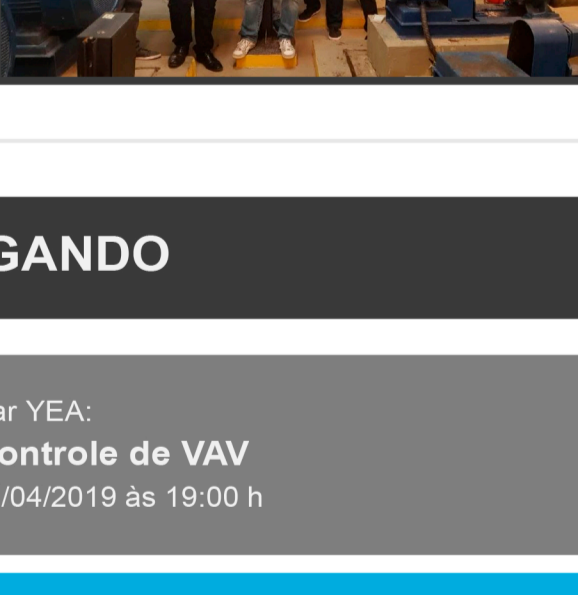 GANDO
ar YEA:
ontrole de VAV
/04/2019 às 19:00 h